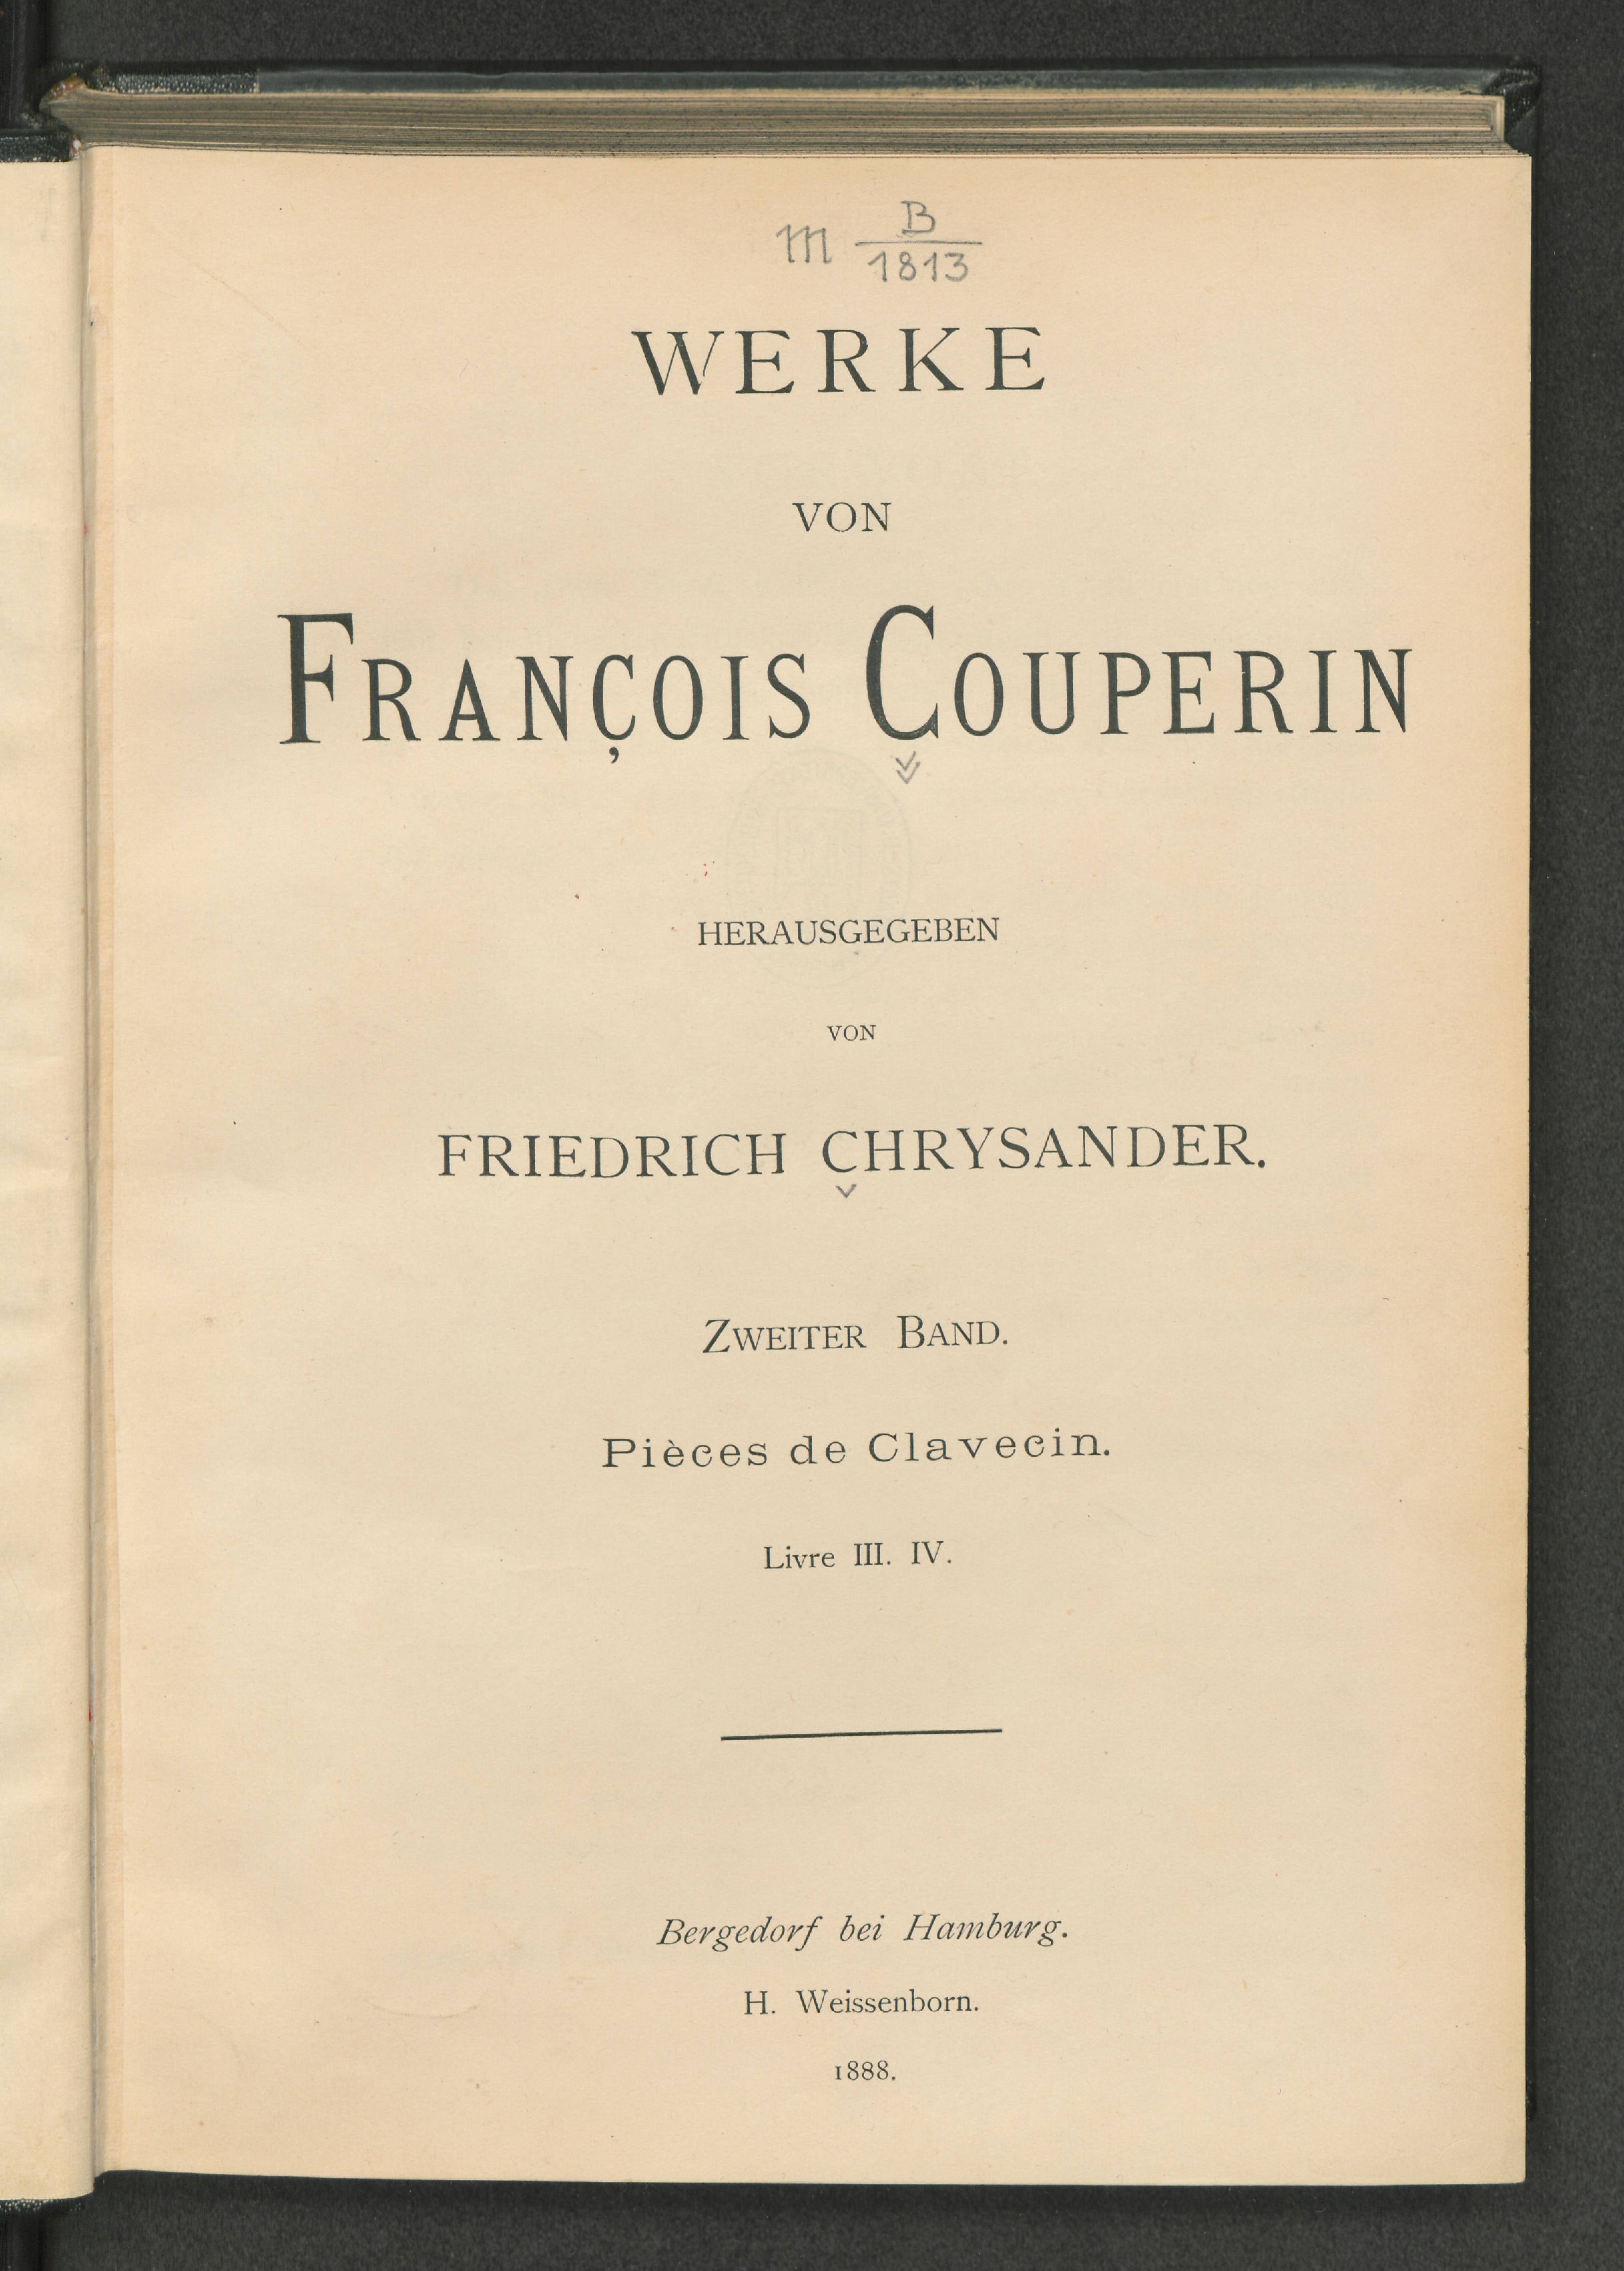 m B
1813
WERKE
VON
FRANÇOIS COUPERIN
HERAUSGEGEBEN
VON
FRIEDRICH CHRYSANDER.
ZWEITER BAND.
Pièces de Clavecin.
Livre III. IV.
Bergedorf bei Hamburg.
H. Weissenborn.
1888.